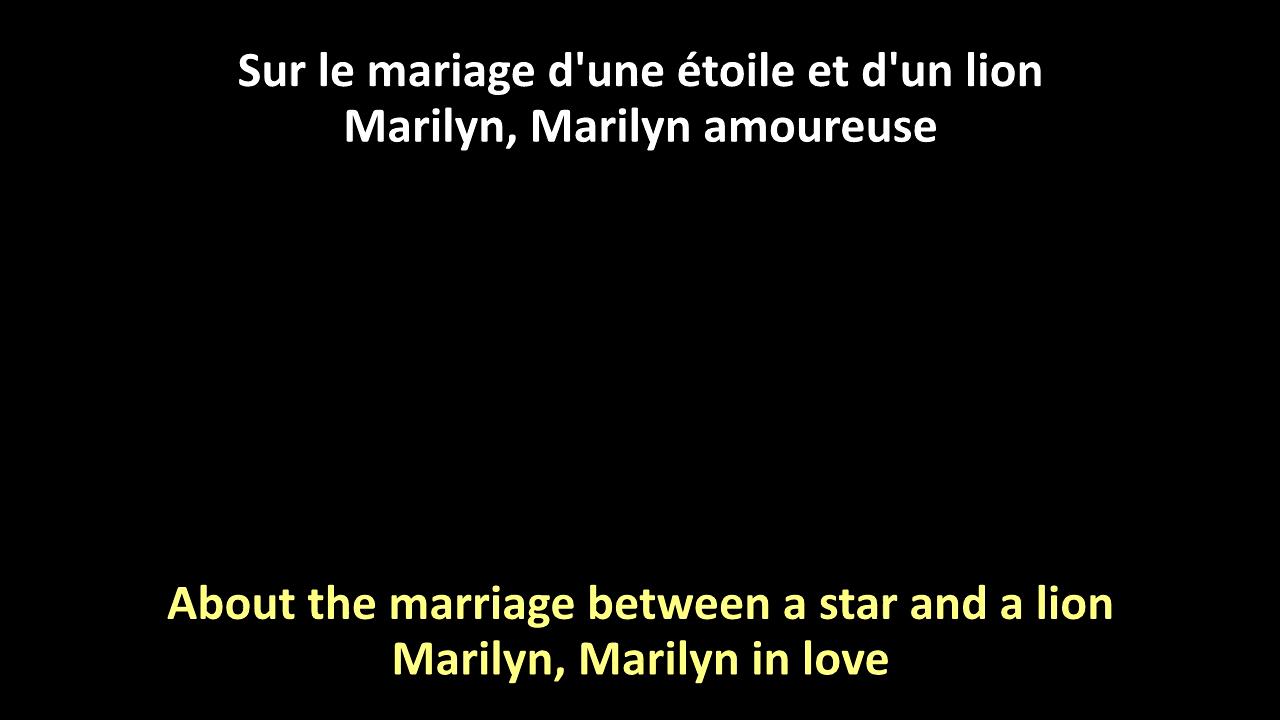 Sur le mariage d'une étoile et d'un lion
Marilyn, Marilyn amoureuse
About the marriage between a star and a lion
Marilyn, Marilyn in love